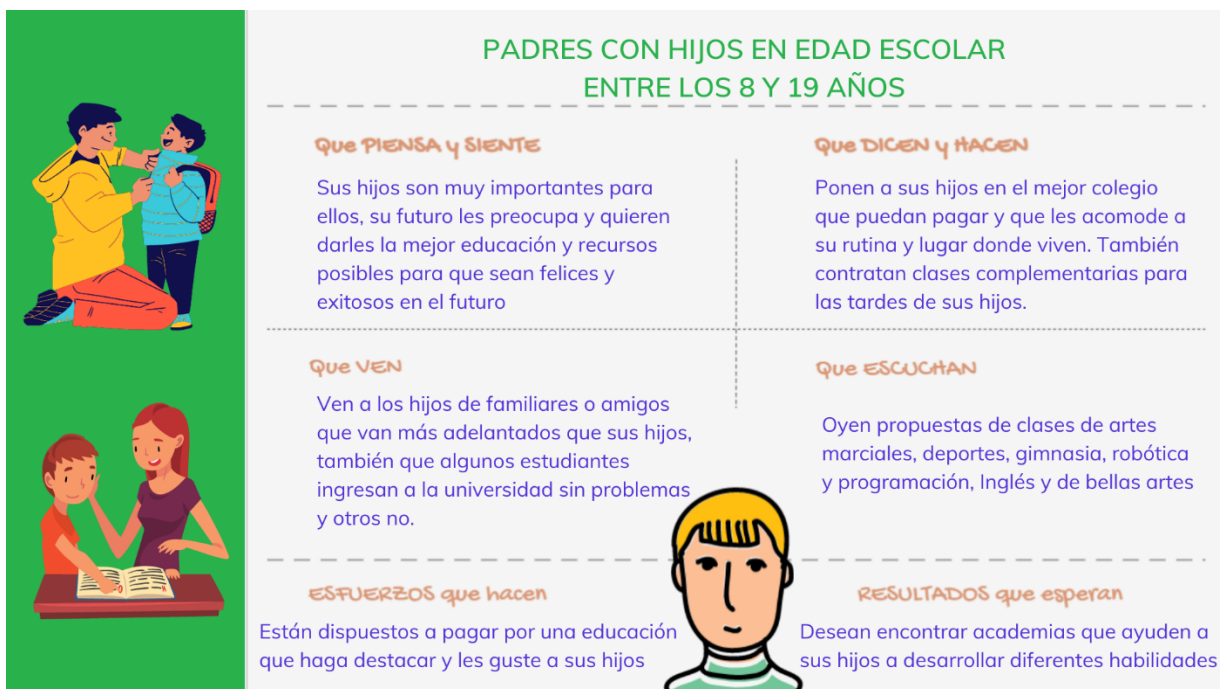 PADRES CON HIJOS EN EDAD ESCOLAR
ENTRE LOS 8 Y 19 AÑOS
Que PIENSA y SIENTE
Sus hijos son muy importantes para
ellos, su futuro les preocupa y quieren
darles la mejor educación y recursos
posibles para que sean felices y
exitosos en el futuro
Que DICEN y HACEN
Ponen a sus hijos en el mejor colegio
que puedan pagar y que les acomode a
su rutina y lugar donde viven. También
contratan clases complementarias para
las tardes de sus hijos.
Que VEN
Ven a los hijos de familiares o amigos
que van más adelantados que sus hijos,
también que algunos estudiantes
ingresan a la universidad sin problemas
y otros no.
Que ESCUCHAN
Oyen propuestas de clases de artes
marciales, deportes, gimnasia, robótica
y programación, Inglés y de bellas artes
ESFUERZOS que hacen
Están dispuestos a pagar por una educación
que haga destacar y les guste a sus hijos
RESULTADOS que esperan
Desean encontrar academias que ayuden a
sus hijos a desarrollar diferentes habilidades